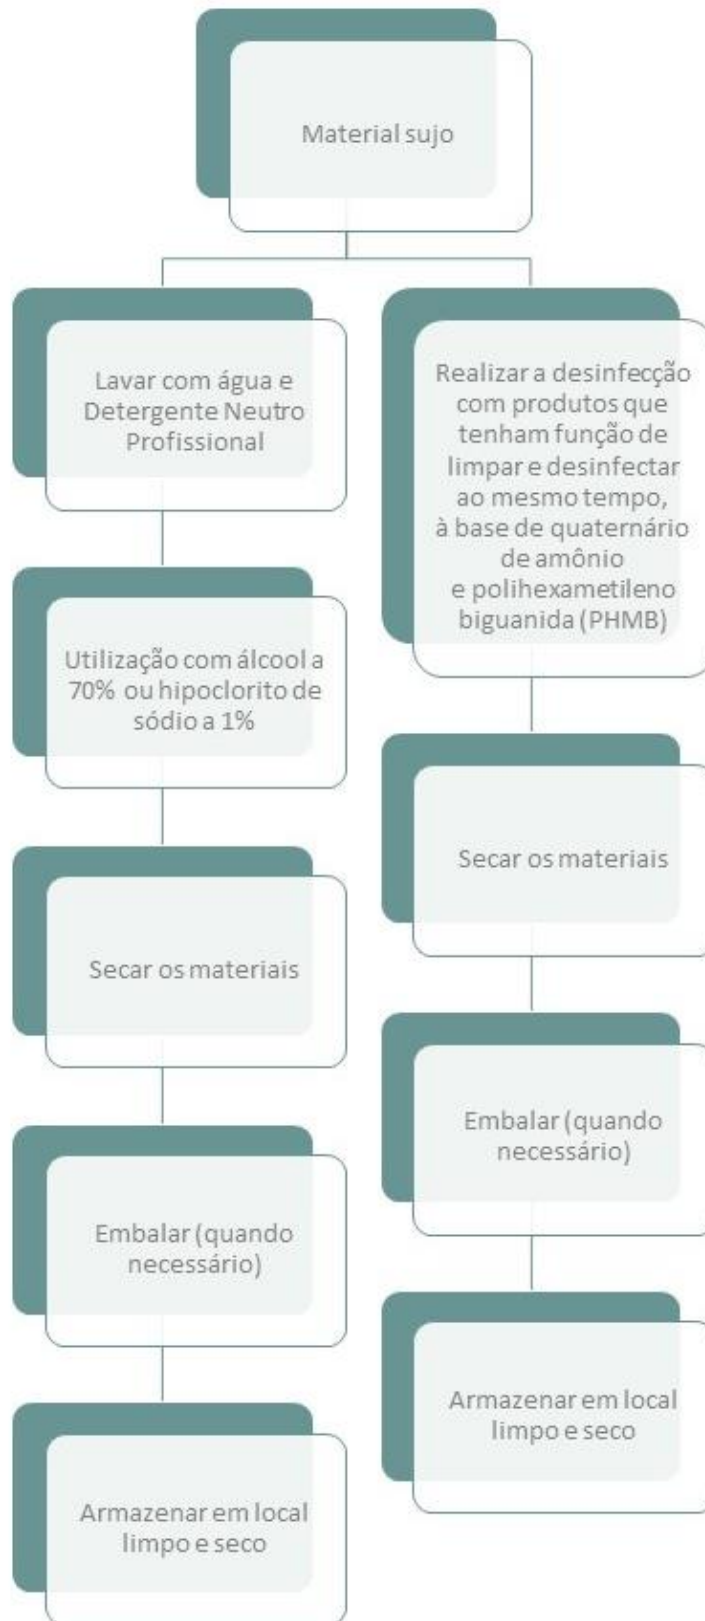 Material sujo
Lavar com água e
Detergente Neutro
Profissional
Utilização com álcool a
70% ou hipoclorito de
sódio a 1%
Secar os materiais
Embalar (quando
necessário)
Armazenar em local
limpo e seco
Realizar a desinfecção
com produtos que
tenham função de
limpar e desinfectar
ao mesmo tempo,
à base de quaternário
de amônio
e polihexametileno
biguanida (PHMB)
Secar os materiais
Embalar (quando
necessário)
Armazenar em local
limpo e seco